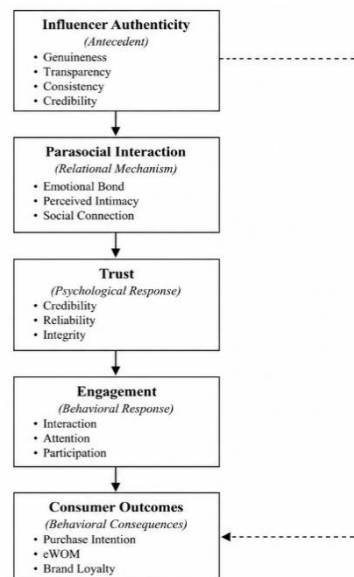 Influencer Authenticity
(Antecedent)
• Genuineness
• Transparency
• Consistency
• Credibility
Parasocial Interaction
(Relational Mechanism)
• Emotional Bond
• Perceived Intimacy
• Social Connection
Trust
(Psychological Response)
• Credibility
• Reliability
• Integrity
Engagement
(Behavioral Response)
• Interaction
• Attention
• Participation
Consumer Outcomes
(Behavioral Consequences)
• Purchase Intention
• eWOM
• Brand Loyalty